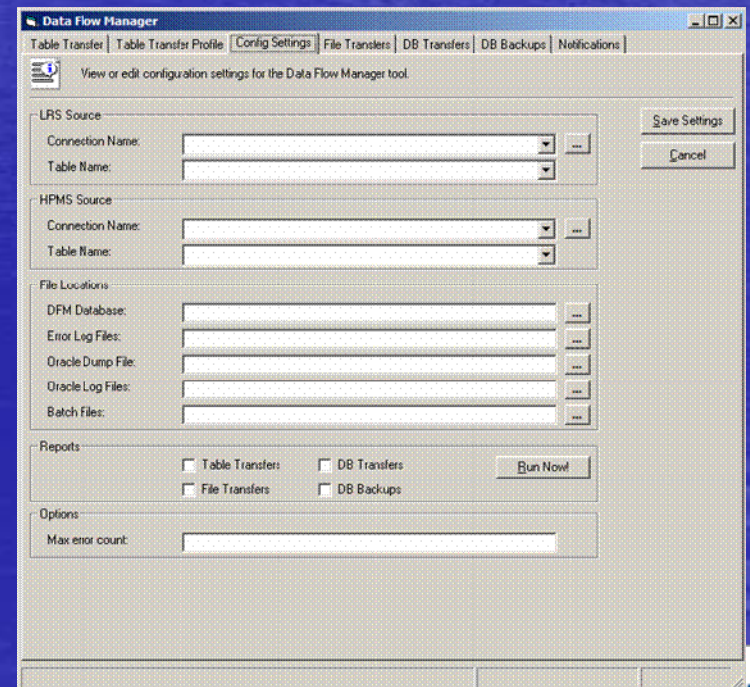 Data Flow Manager
Table Transfer Table Transfer Profile Config Settings File Transfers DB Transfers DB Backups Notifications
View or edit configuration settings for the Data Flow Manager tool.
LRS Source
Save Settings
Connection Name: ...
Cancel
Table Name:
HPMS Source
Connection Name: ...
Table Name:
File Locations
DFM Database: ...
Error Log Files: ...
Oracle Dump File: ...
Oracle Log Files: ...
Batch Files: ...
Reports
Table Transfers DB Transfers Run Now!
File Transfers DB Backups
Options
Max error count: